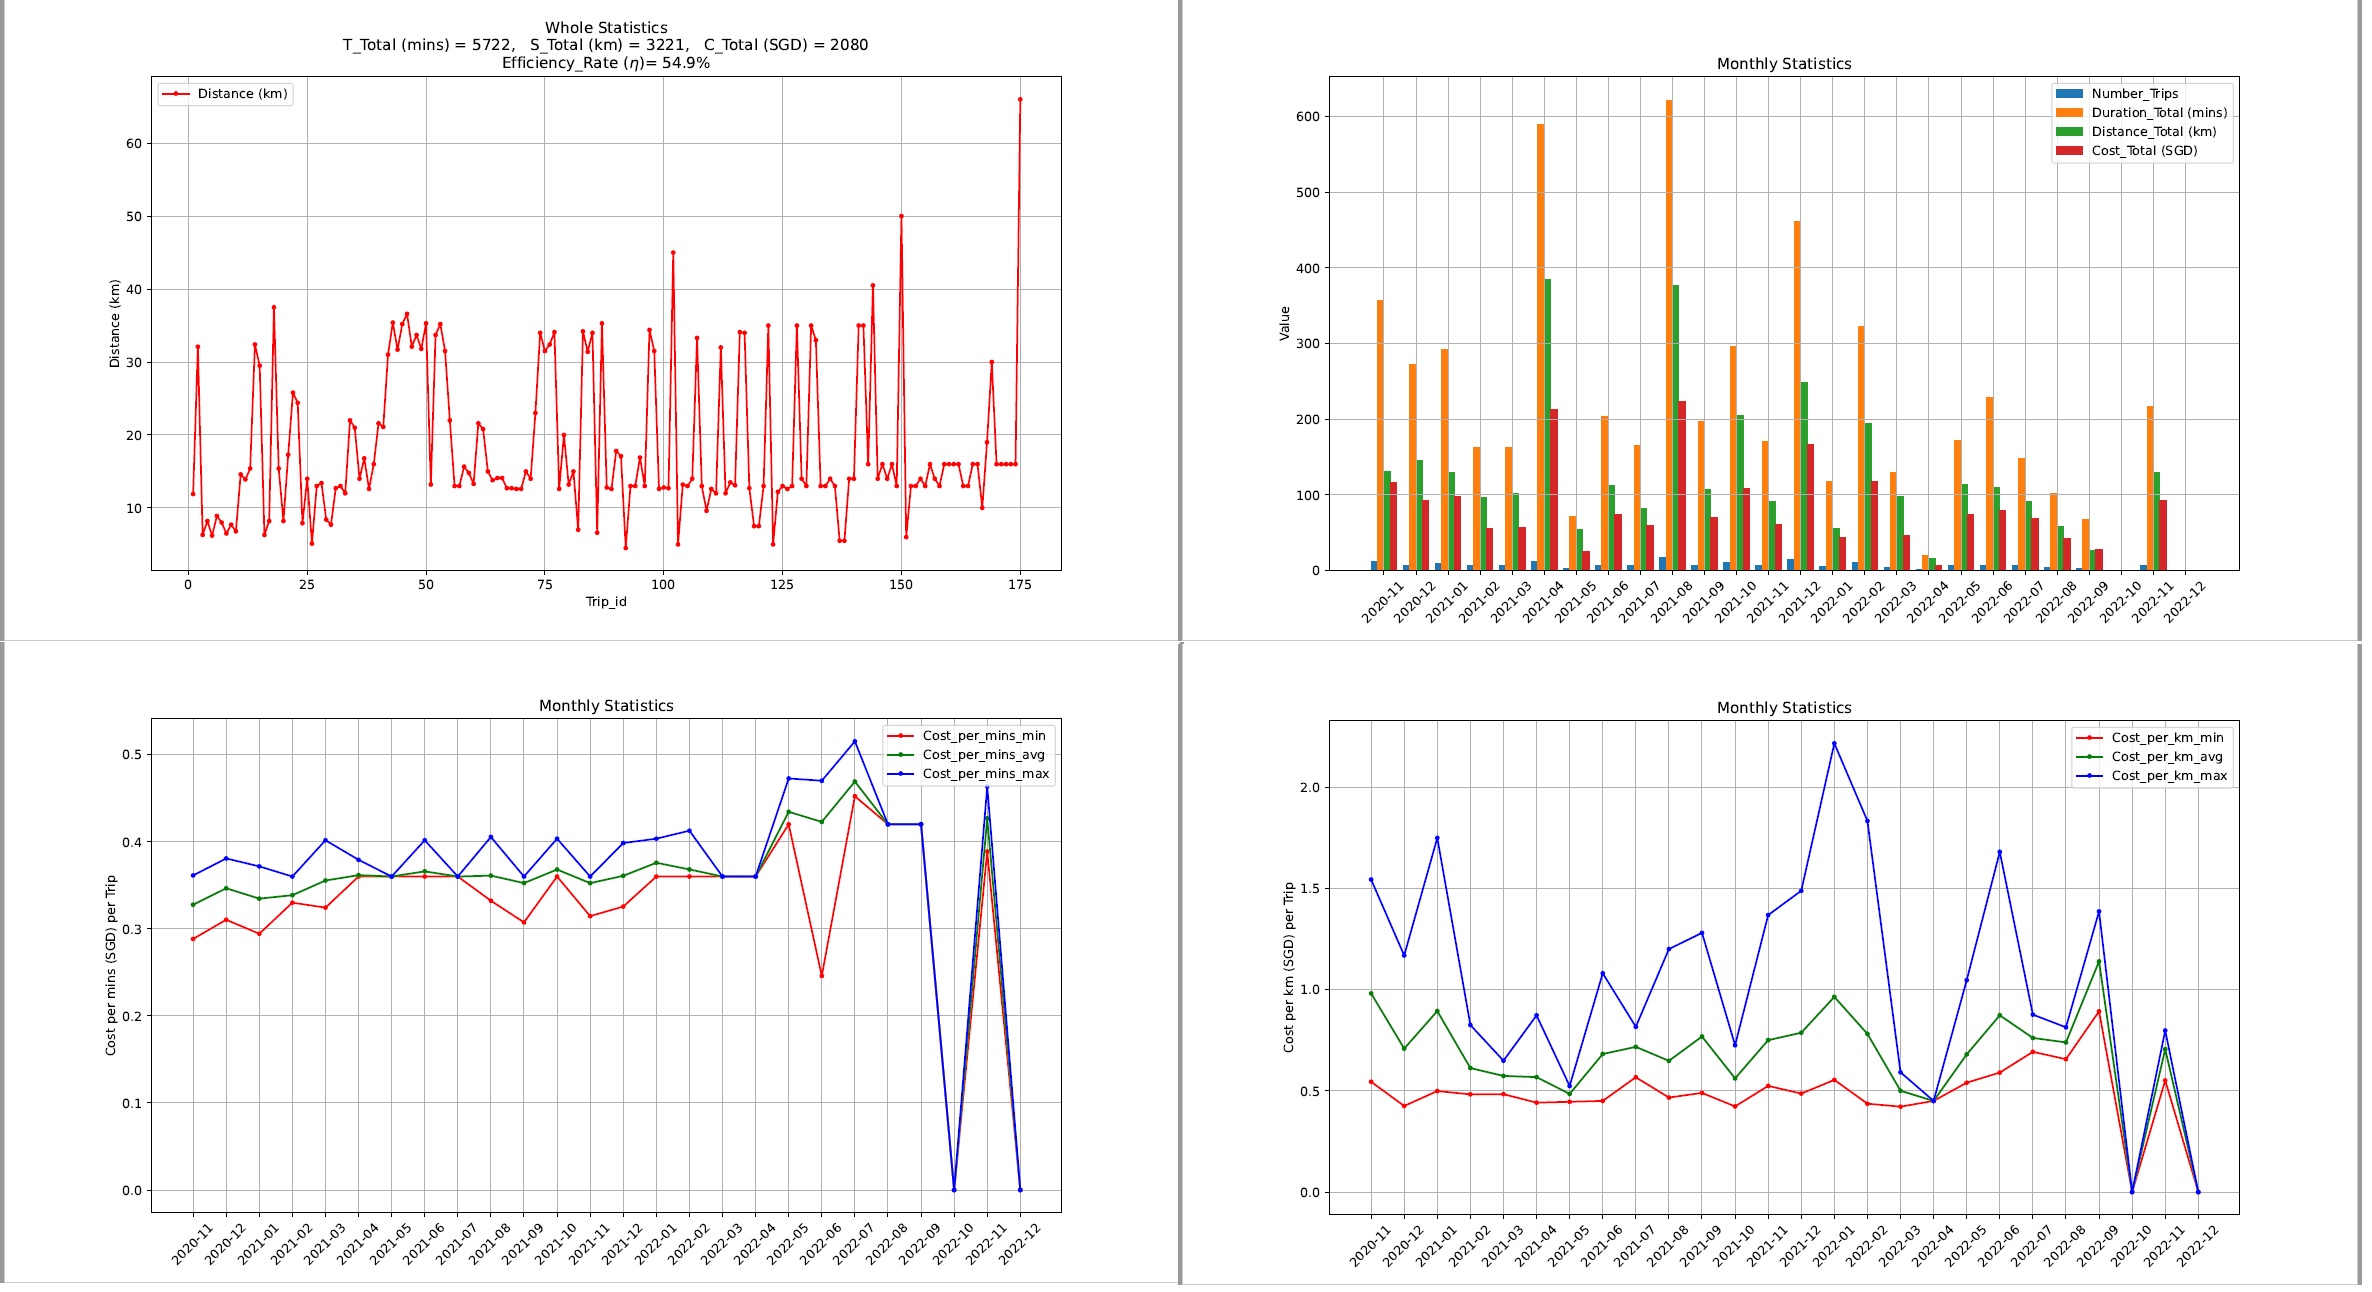 Whole Statistics
T_Total (mins) = 5722,   S_Total (km) = 3221,   C_Total (SGD) = 2080
Efficiency_Rate (η)= 54.9%
Distance (km)
60
50
40
30
20
10
Distance (km)
0 25 50 75 100 125 150 175
Trip_id
Monthly Statistics
Number_Trips
Duration_Total (mins)
Distance_Total (km)
Cost_Total (SGD)
600
500
400
300
200
100
0
Value
2020-11 2020-12 2021-01 2021-02 2021-03 2021-04 2021-05 2021-06 2021-07 2021-08 2021-09 2021-10 2021-11 2021-12 2022-01 2022-02 2022-03 2022-04 2022-05 2022-06 2022-07 2022-08 2022-09 2022-10 2022-11 2022-12
Monthly Statistics
Cost_per_mins_min
Cost_per_mins_avg
Cost_per_mins_max
0.5
0.4
0.3
0.2
0.1
0.0
Cost per mins (SGD) per Trip
2020-11 2020-12 2021-01 2021-02 2021-03 2021-04 2021-05 2021-06 2021-07 2021-08 2021-09 2021-10 2021-11 2021-12 2022-01 2022-02 2022-03 2022-04 2022-05 2022-06 2022-07 2022-08 2022-09 2022-10 2022-11 2022-12
Monthly Statistics
Cost_per_km_min
Cost_per_km_avg
Cost_per_km_max
2.0
1.5
1.0
0.5
0.0
Cost per km (SGD) per Trip
2020-11 2020-12 2021-01 2021-02 2021-03 2021-04 2021-05 2021-06 2021-07 2021-08 2021-09 2021-10 2021-11 2021-12 2022-01 2022-02 2022-03 2022-04 2022-05 2022-06 2022-07 2022-08 2022-09 2022-10 2022-11 2022-12